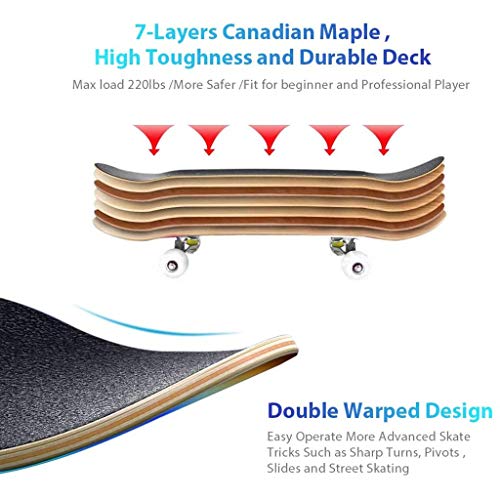 7-Layers Canadian Maple ,
High Toughness and Durable Deck
Max load 220lbs /More Safer /Fit for beginner and Professional Player
Double Warped Design
Easy Operate More Advanced Skate
Tricks Such as Sharp Turns, Pivots ,
Slides and Street Skating